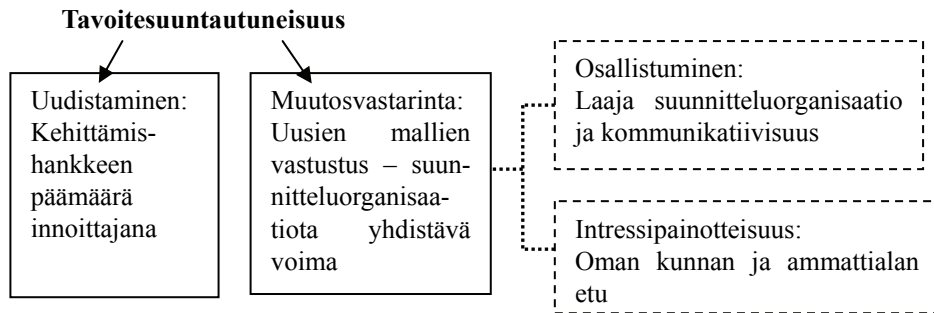 Tavoitesuuntautuneisuus
Uudistaminen:
Kehittämis-
hankkeen
päämäärä
innoittajana
Muutosvastarinta:
Uusien mallien
vastustus – suun-
nitteluorganisaa-
tiota yhdistävä
voima
Osallistuminen:
Laaja suunnitteluorganisaatio
ja kommunikatiivisuus
Intressipainotteisuus:
Oman kunnan ja ammattialan
etu